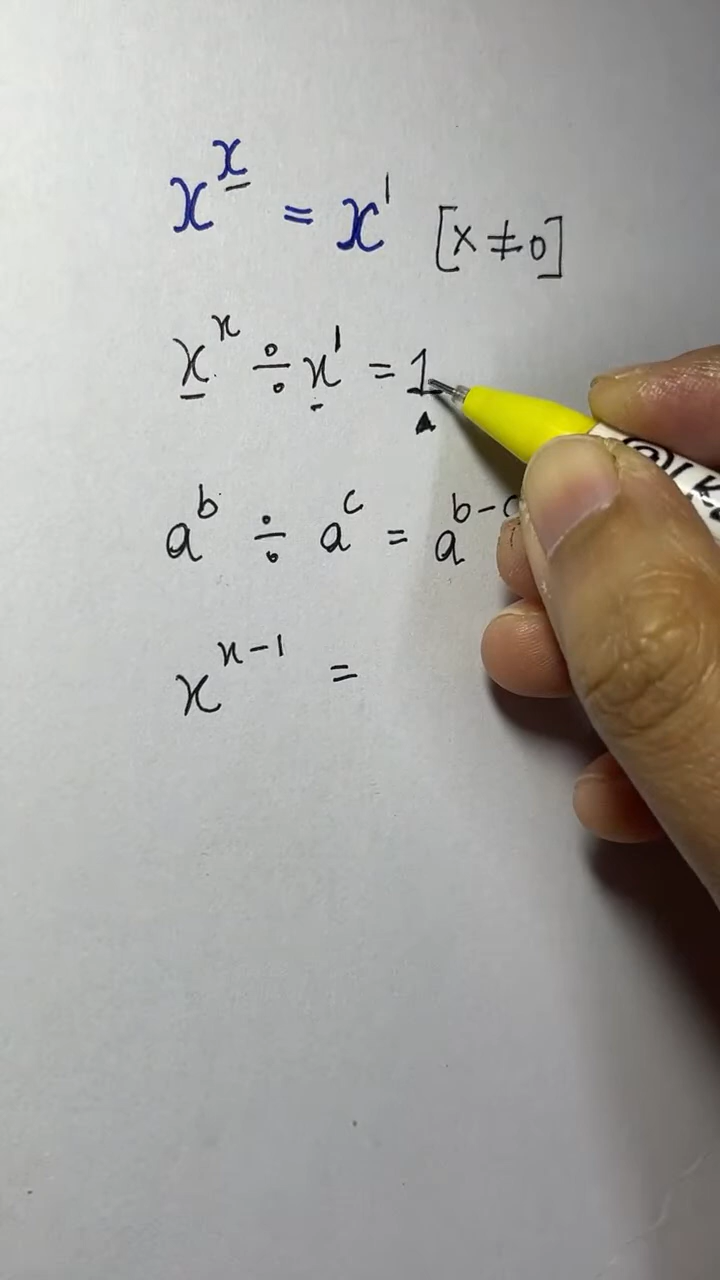 x^x = x^1 [x ≠ 0]
x^x ÷ x^1 = 1
a^b ÷ a^c = a^{b-c}
x^{x-1} =